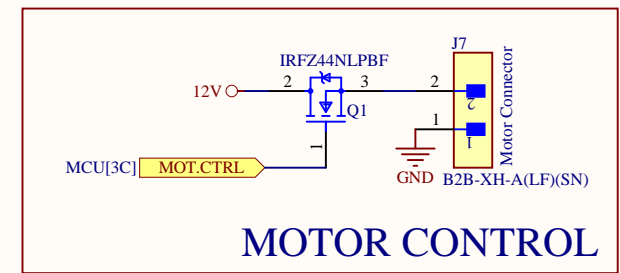 J7
IRFZ44NLPBF
12V 2 3 2 2
Q1
1 1
1
Motor Connector
MCU[3C] MOT.CTRL
GND B2B-XH-A(LF)(SN)
MOTOR CONTROL